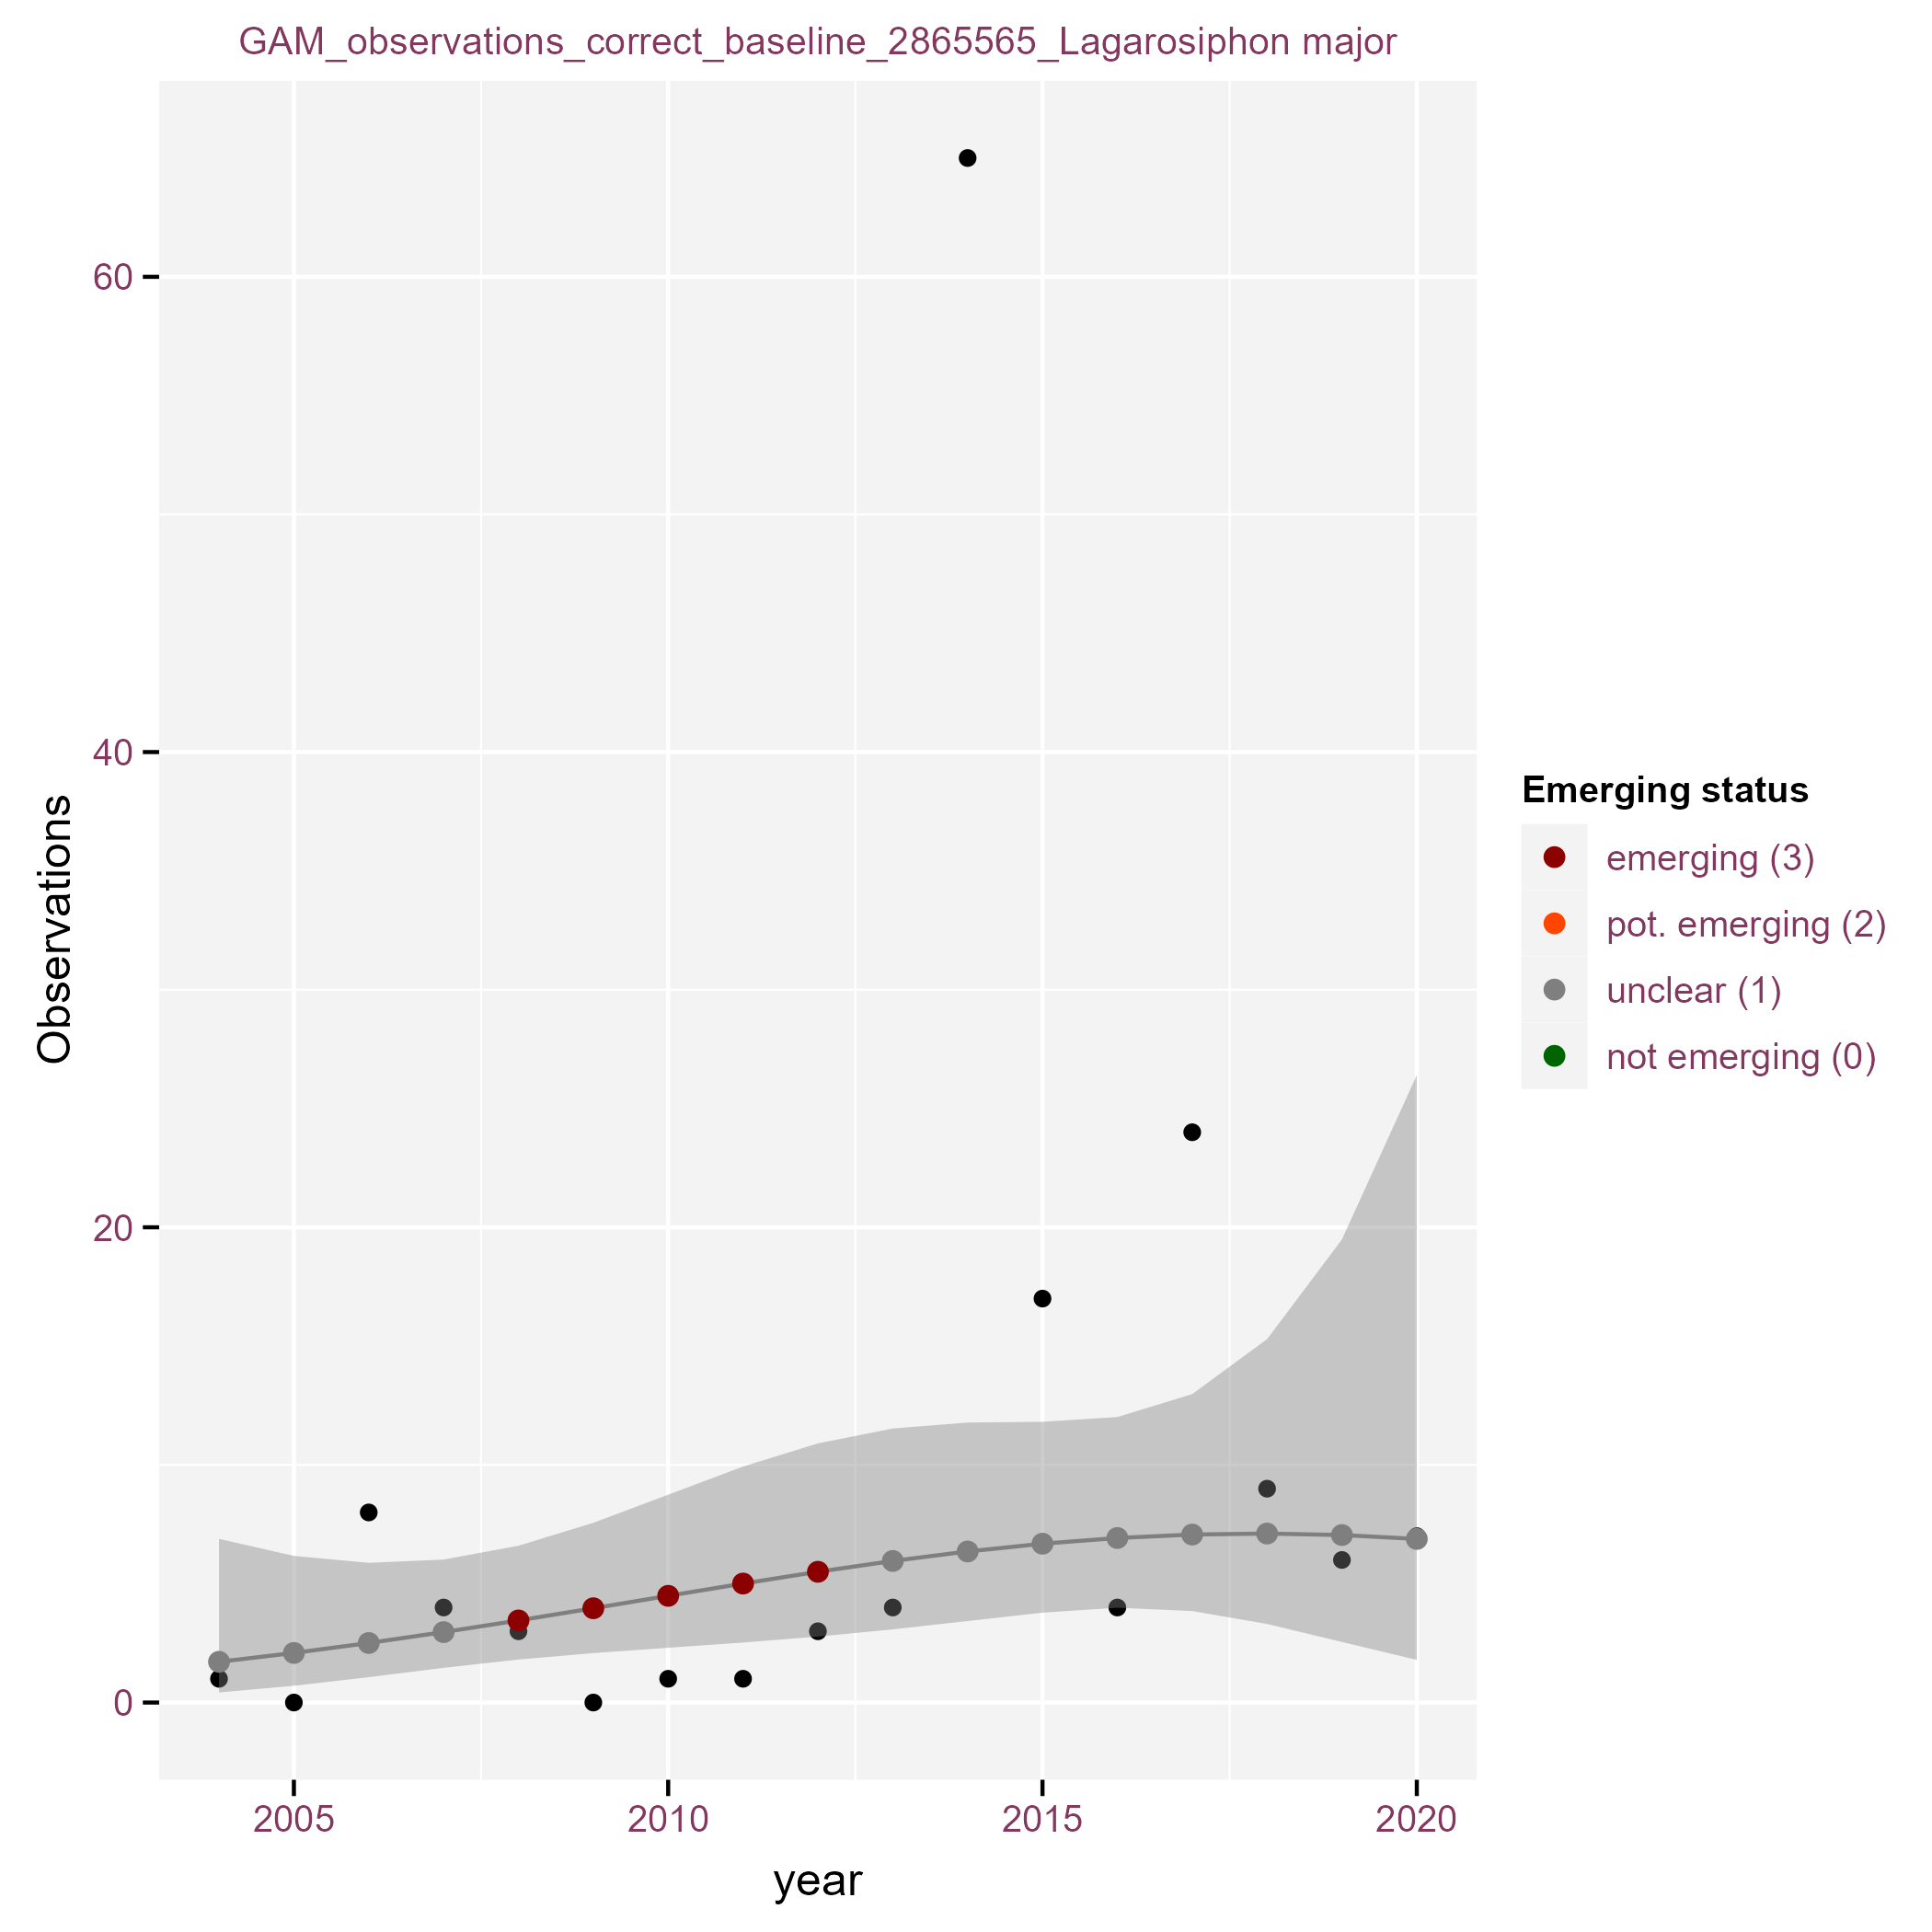 GAM_observations_correct_baseline_2865565_Lagarosiphon major
60
40
20
0
Observations
2005
2010
2015
2020
year
Emerging status
emerging (3)
pot. emerging (2)
unclear (1)
not emerging (0)